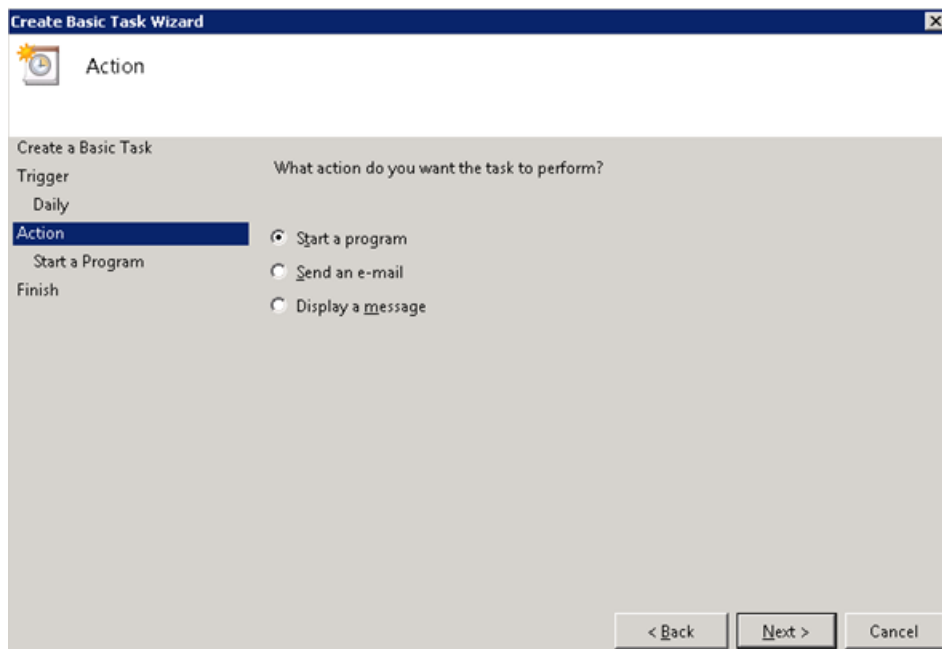 Create Basic Task Wizard
Action
Create a Basic Task
Trigger
Daily
Action
Start a Program
Finish
What action do you want the task to perform?
Start a program
Send an e-mail
Display a message
< Back
Next >
Cancel